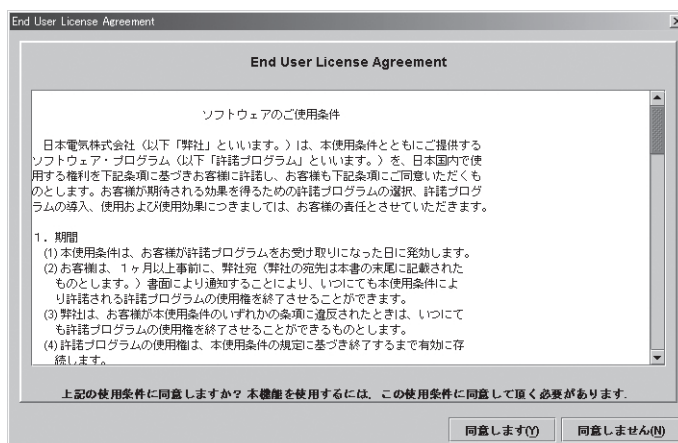 End User License Agreement
End User License Agreement
ソフトウェアのご使用条件
日本電気株式会社（以下「弊社」といいます。）は、本使用条件とともにご提供する
ソフトウェア・プログラム（以下「許諾プログラム」といいます。）を、日本国内で使
用する権利を下記条項に基づきお客様に許諾し、お客様も下記条項にご同意いただくも
のとします。お客様が期待される効果を得るための許諾プログラムの選択、許諾プログ
ラムの導入、使用および使用効果につきましては、お客様の責任とさせていただきます。
１．期間
(1)本使用条件は、お客様が許諾プログラムをお受け取りになった日に発効します。
(2)お客様は、１ヶ月以上事前に、弊社宛（弊社の宛先は本書の末尾に記載された
ものとします。）書面により通知することにより、いつにても本使用条件によ
り許諾される許諾プログラムの使用権を終了させることができます。
(3)弊社は、お客様が本使用条件のいずれかの条項に違反されたときは、いつにて
も許諾プログラムの使用権を終了させることができるものとします。
(4)許諾プログラムの使用権は、本使用条件の規定に基づき終了するまで有効に存
続します。
上記の使用条件に同意しますか？本機能を使用するには、この使用条件に同意して頂く必要があります.
同意します(Y)
同意しません(N)